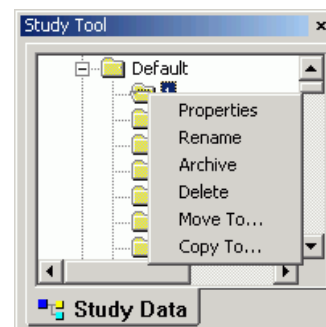 Study Tool
Default
Properties
Rename
Archive
Delete
Move To...
Copy To...
Study Data